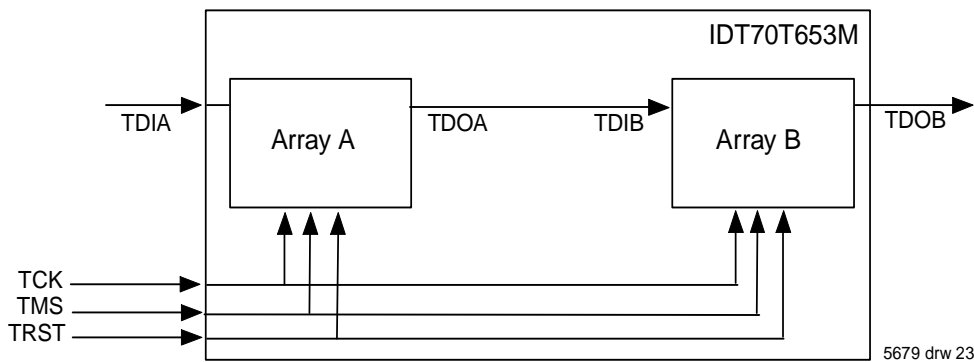 IDT70T653M
TDIA
Array A
TDOA
TDIB
Array B
TDOB
TCK
TMS
TRST
5679 drw 23